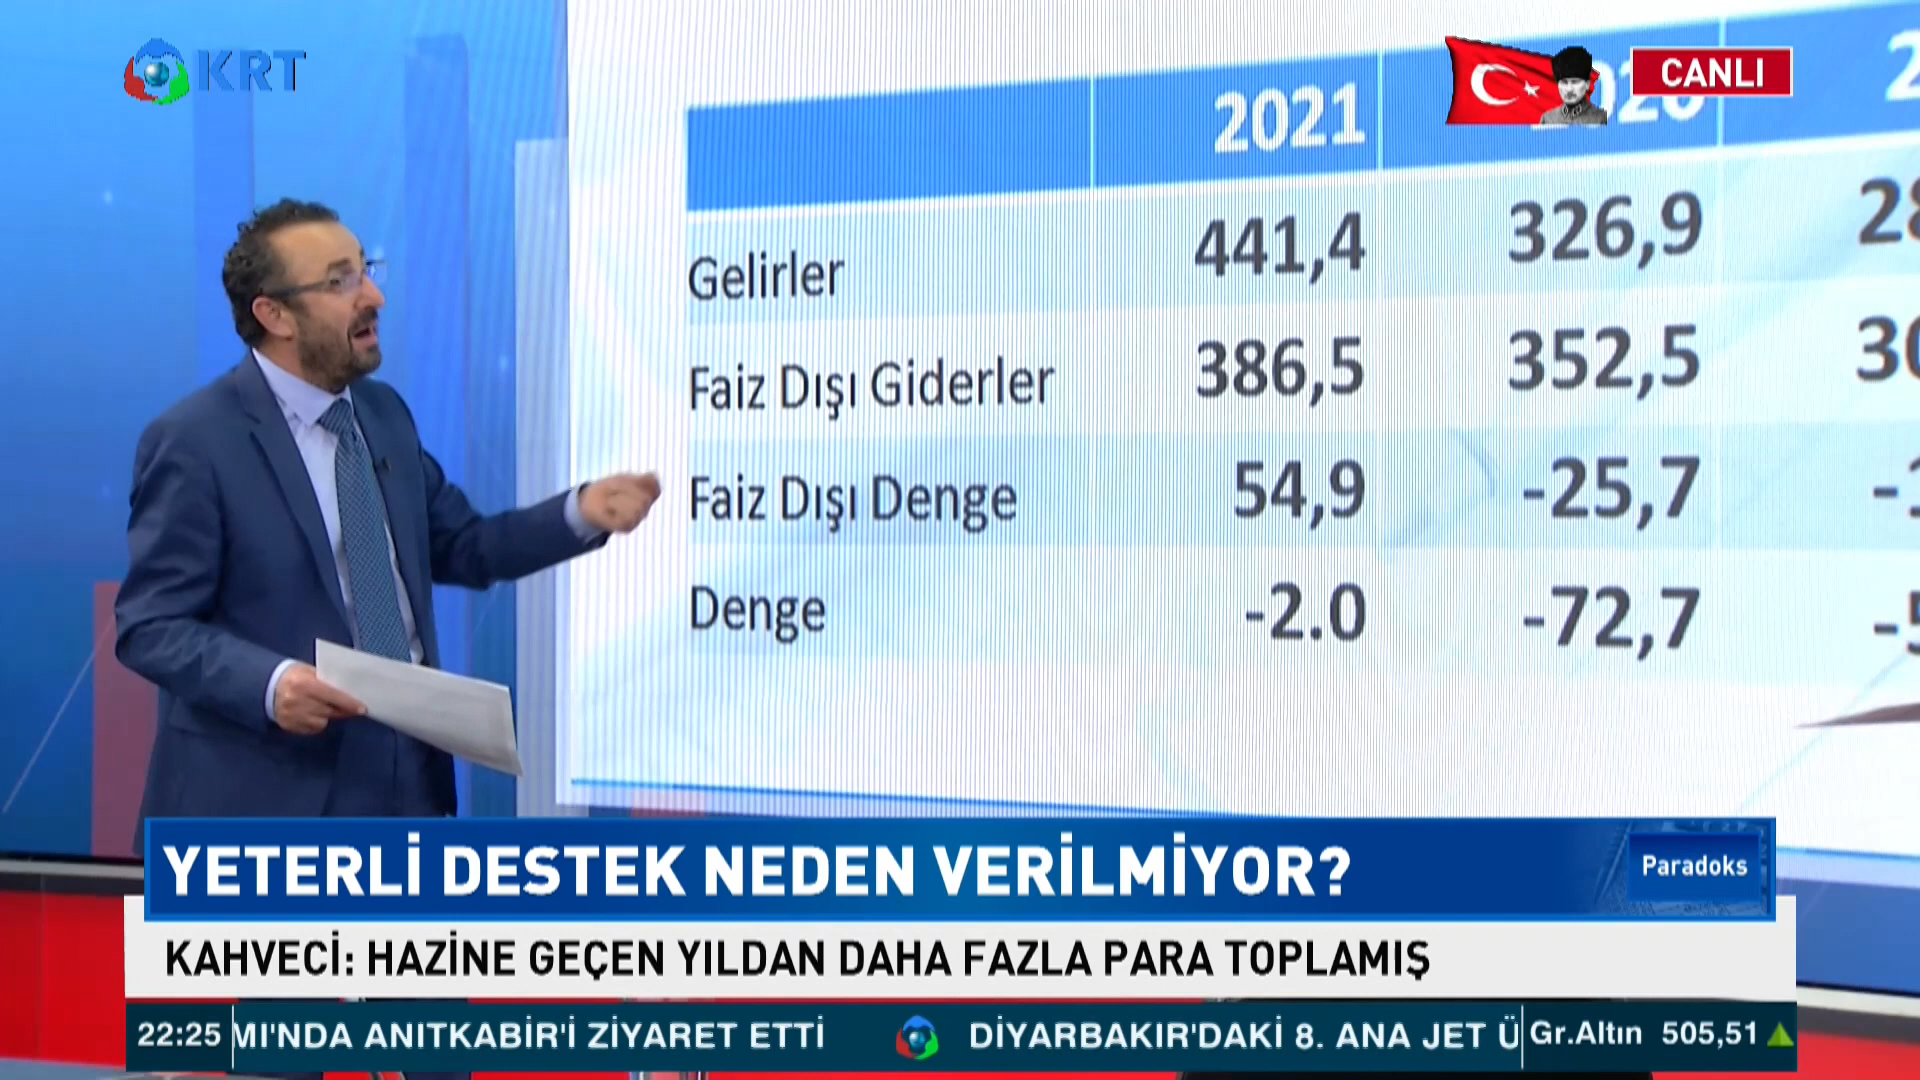 KRT
CANLI
2021 2020
Gelirler 441,4 326,9
Faiz Dışı Giderler 386,5 352,5
Faiz Dışı Denge 54,9 -25,7
Denge -2.0 -72,7
YETERLİ DESTEK NEDEN VERİLMİYOR?
Paradoks
KAHVECİ: HAZİNE GEÇEN YILDAN DAHA FAZLA PARA TOPLAMIŞ
22:25 MI'NDA ANITKABİR'İ ZİYARET ETTİ DİYARBAKIR'DAKİ 8. ANA JET Ü Gr.Altın 505,51